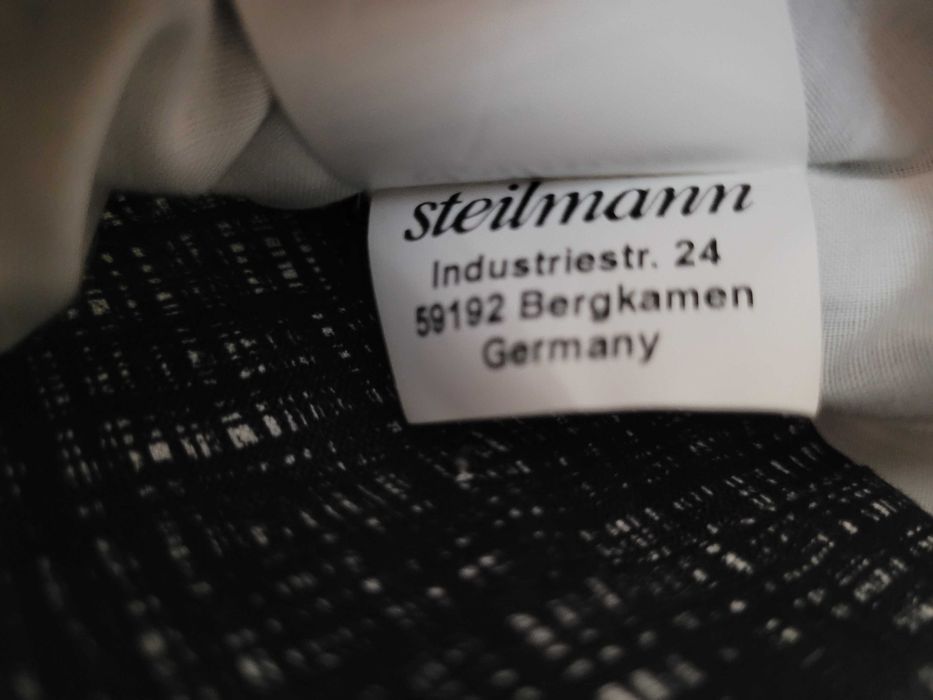 steilmann
Industriestr. 24
59192 Bergkamen
Germany